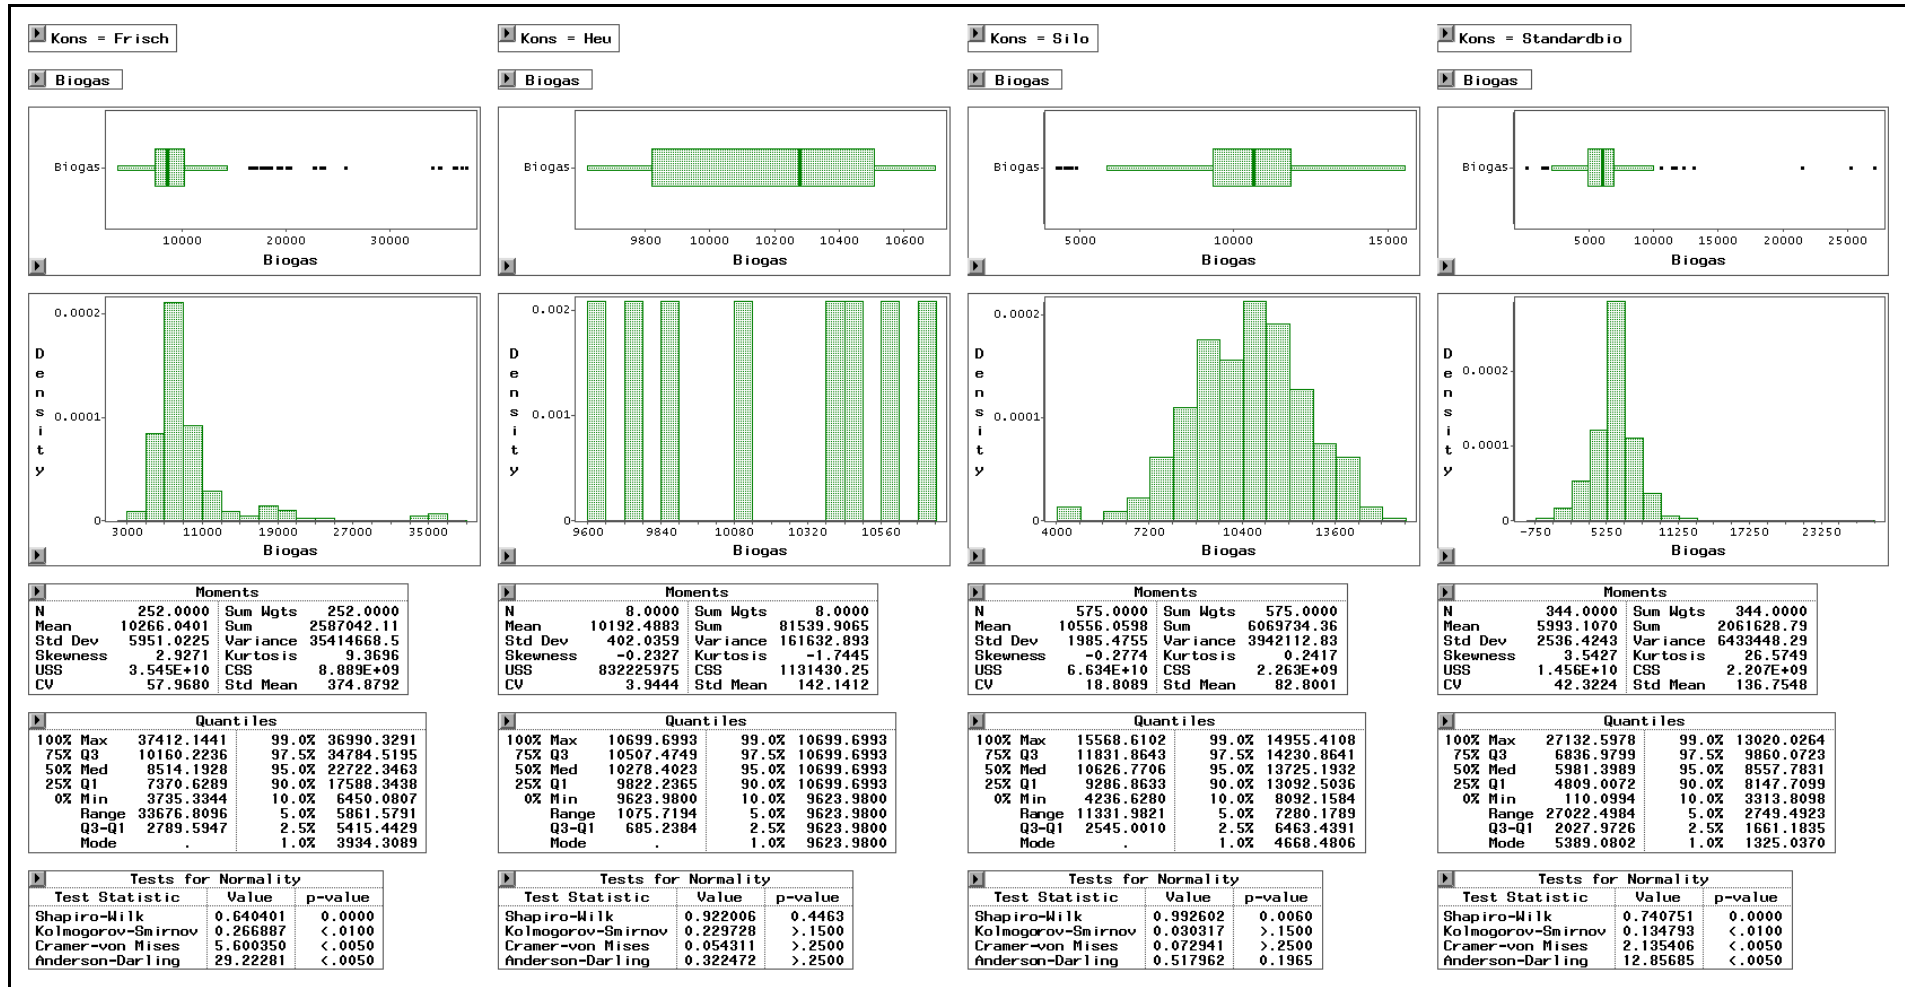 Kons = Frisch
Biogas
Biogas
10000 20000 30000
Biogas
Density
0.0002
0.0001
0
3000 11000 19000 27000 35000
Biogas
Moments
N 252.0000 Sum Wgts 252.0000
Mean 10266.0401 Sum 2587042.11
Std Dev 5951.0225 Variance 35414668.5
Skewness 2.9271 Kurtosis 9.3696
USS 3.545E+10 CSS 8.889E+09
CV 57.9680 Std Mean 374.8792
Quantiles
100% Max 37412.1441 99.0% 36990.3291
75% Q3 10160.2236 97.5% 34784.5195
50% Med 8514.1928 95.0% 22722.3463
25% Q1 7370.6289 90.0% 17588.3438
0% Min 3735.3344 10.0% 6450.0807
Range 33676.8096 5.0% 5861.5791
Q3-Q1 2789.5947 2.5% 5415.4429
Mode . 1.0% 3934.3089
Tests for Normality
Test Statistic Value p-value
Shapiro-Wilk 0.640401 0.0000
Kolmogorov-Smirnov 0.266887 <.0100
Cramer-von Mises 5.600350 <.0050
Anderson-Darling 29.22281 <.0050
Kons = Heu
Biogas
Biogas
9800 10000 10200 10400 10600
Biogas
Density
0.002
0.001
0
9600 9840 10080 10320 10560
Biogas
Moments
N 8.0000 Sum Wgts 8.0000
Mean 10192.4883 Sum 81539.9065
Std Dev 402.0359 Variance 161632.893
Skewness -0.2327 Kurtosis -1.7445
USS 832225975 CSS 1131430.25
CV 3.9444 Std Mean 142.1412
Quantiles
100% Max 10699.6993 99.0% 10699.6993
75% Q3 10507.4749 97.5% 10699.6993
50% Med 10278.4023 95.0% 10699.6993
25% Q1 9822.2365 90.0% 10699.6993
0% Min 9623.9800 10.0% 9623.9800
Range 1075.7194 5.0% 9623.9800
Q3-Q1 685.2384 2.5% 9623.9800
Mode . 1.0% 9623.9800
Tests for Normality
Test Statistic Value p-value
Shapiro-Wilk 0.922006 0.4463
Kolmogorov-Smirnov 0.229728 >.1500
Cramer-von Mises 0.054311 >.2500
Anderson-Darling 0.322472 >.2500
Kons = Silo
Biogas
Biogas
5000 10000 15000
Biogas
Density
0.0002
0.0001
0
4000 7200 10400 13600
Biogas
Moments
N 575.0000 Sum Wgts 575.0000
Mean 10556.0598 Sum 6069734.36
Std Dev 1985.4755 Variance 3942112.83
Skewness -0.2774 Kurtosis 0.2417
USS 6.634E+10 CSS 2.263E+09
CV 18.8089 Std Mean 82.8001
Quantiles
100% Max 15568.6102 99.0% 14955.4108
75% Q3 11831.8643 97.5% 14230.8641
50% Med 10626.7706 95.0% 13725.1932
25% Q1 9286.8633 90.0% 13092.5036
0% Min 4236.6280 10.0% 8092.1584
Range 11331.9821 5.0% 7280.1789
Q3-Q1 2545.0010 2.5% 6463.4391
Mode . 1.0% 4668.4806
Tests for Normality
Test Statistic Value p-value
Shapiro-Wilk 0.992602 0.0060
Kolmogorov-Smirnov 0.030317 >.1500
Cramer-von Mises 0.072941 >.2500
Anderson-Darling 0.517962 0.1965
Kons = Standardbio
Biogas
Biogas
5000 10000 15000 20000 25000
Biogas
Density
0.0002
0.0001
0
-750 5250 11250 17250 23250
Biogas
Moments
N 344.0000 Sum Wgts 344.0000
Mean 5993.1070 Sum 2061628.79
Std Dev 2536.4243 Variance 6433448.29
Skewness 3.5427 Kurtosis 26.5749
USS 1.456E+10 CSS 2.207E+09
CV 42.3224 Std Mean 136.7548
Quantiles
100% Max 27132.5978 99.0% 13020.0264
75% Q3 6836.9799 97.5% 9860.0723
50% Med 5981.3989 95.0% 8557.7831
25% Q1 4809.0072 90.0% 8147.7099
0% Min 110.0994 10.0% 3313.8098
Range 27022.4984 5.0% 2749.4923
Q3-Q1 2027.9726 2.5% 1661.1835
Mode 5389.0802 1.0% 1325.0370
Tests for Normality
Test Statistic Value p-value
Shapiro-Wilk 0.740751 0.0000
Kolmogorov-Smirnov 0.134793 <.0100
Cramer-von Mises 2.135406 <.0050
Anderson-Darling 12.85685 <.0050